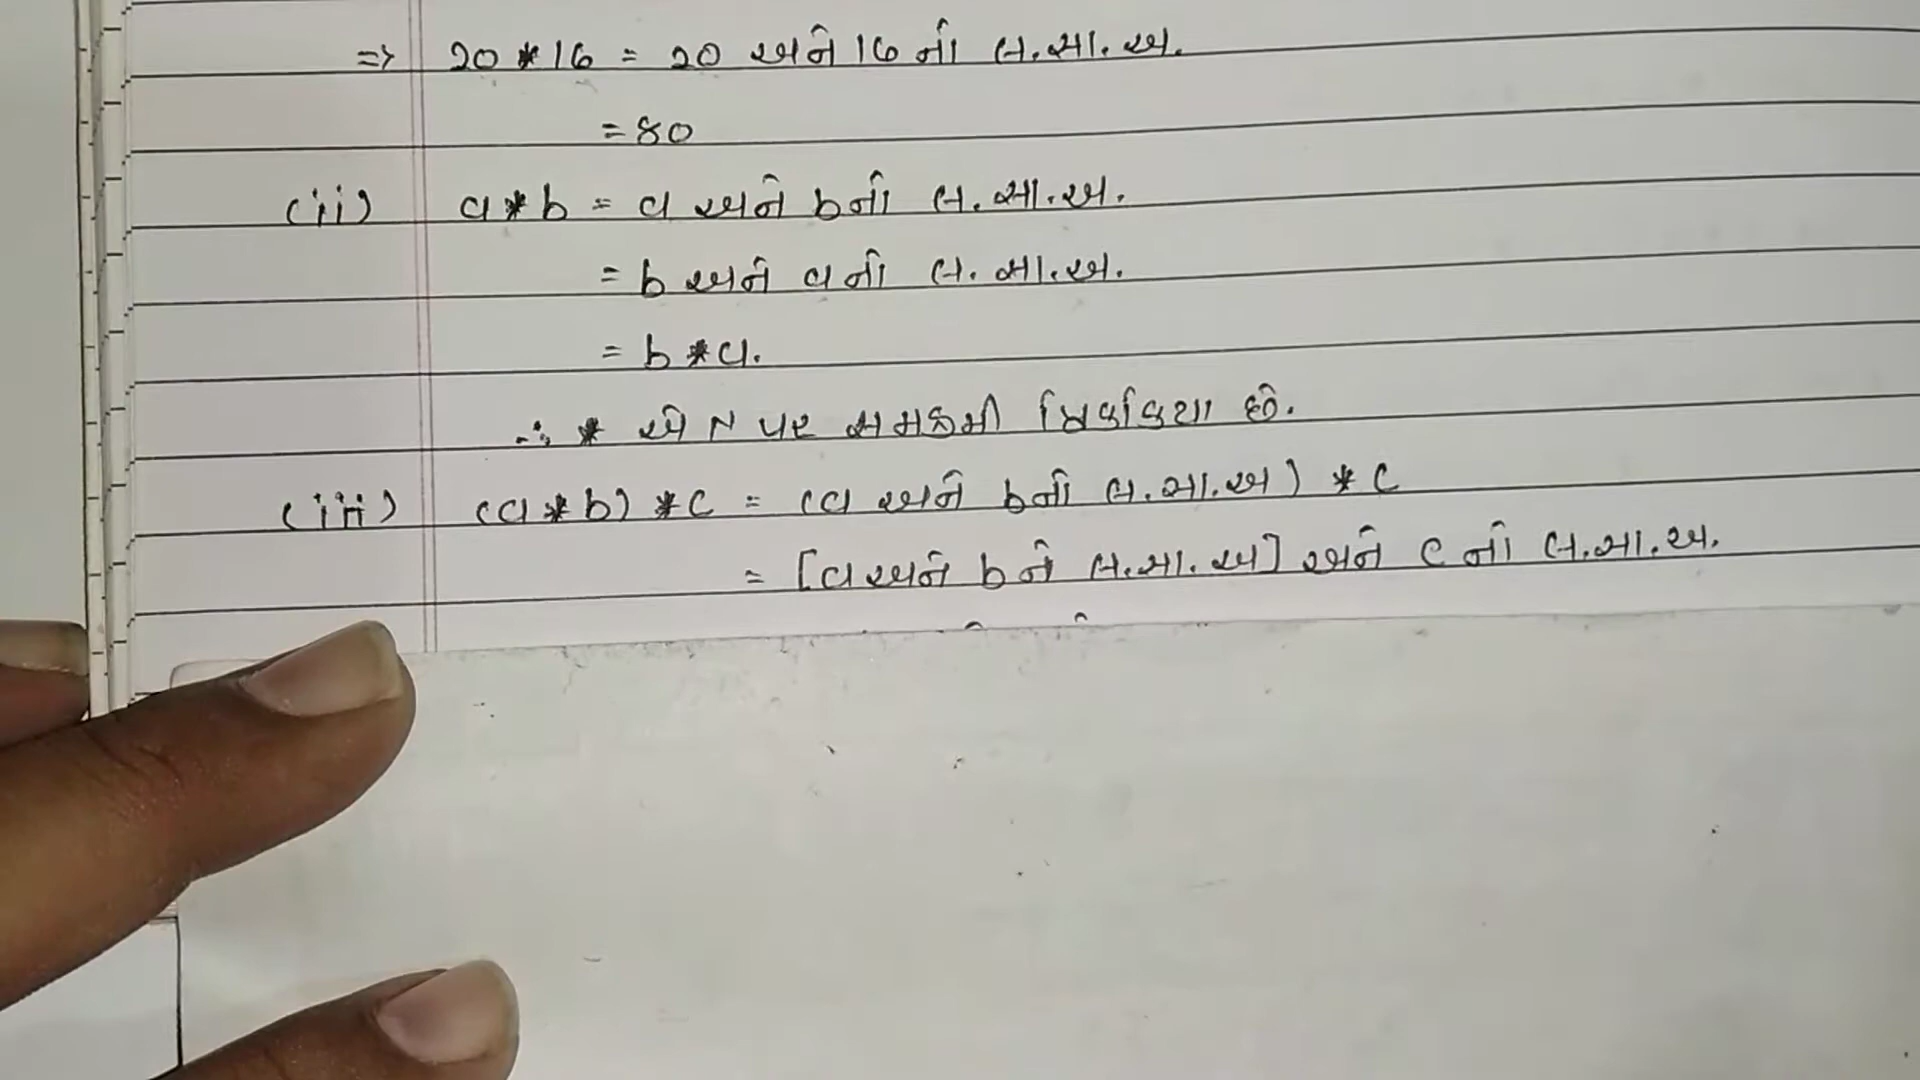 => 20 * 16 = 20 અને 16 નો લ.સા.અ.
= 80
(ii) a * b = a અને b નો લ.સા.અ.
= b અને a નો લ.સા.અ.
= b * a.
∴ * એ N પર સમક્રમી દ્વિક્રિયા છે.
(iii) (a * b) * c = (a અને b નો લ.સા.અ) * c
= [a અને b નો લ.સા.અ] અને c નો લ.સા.અ.